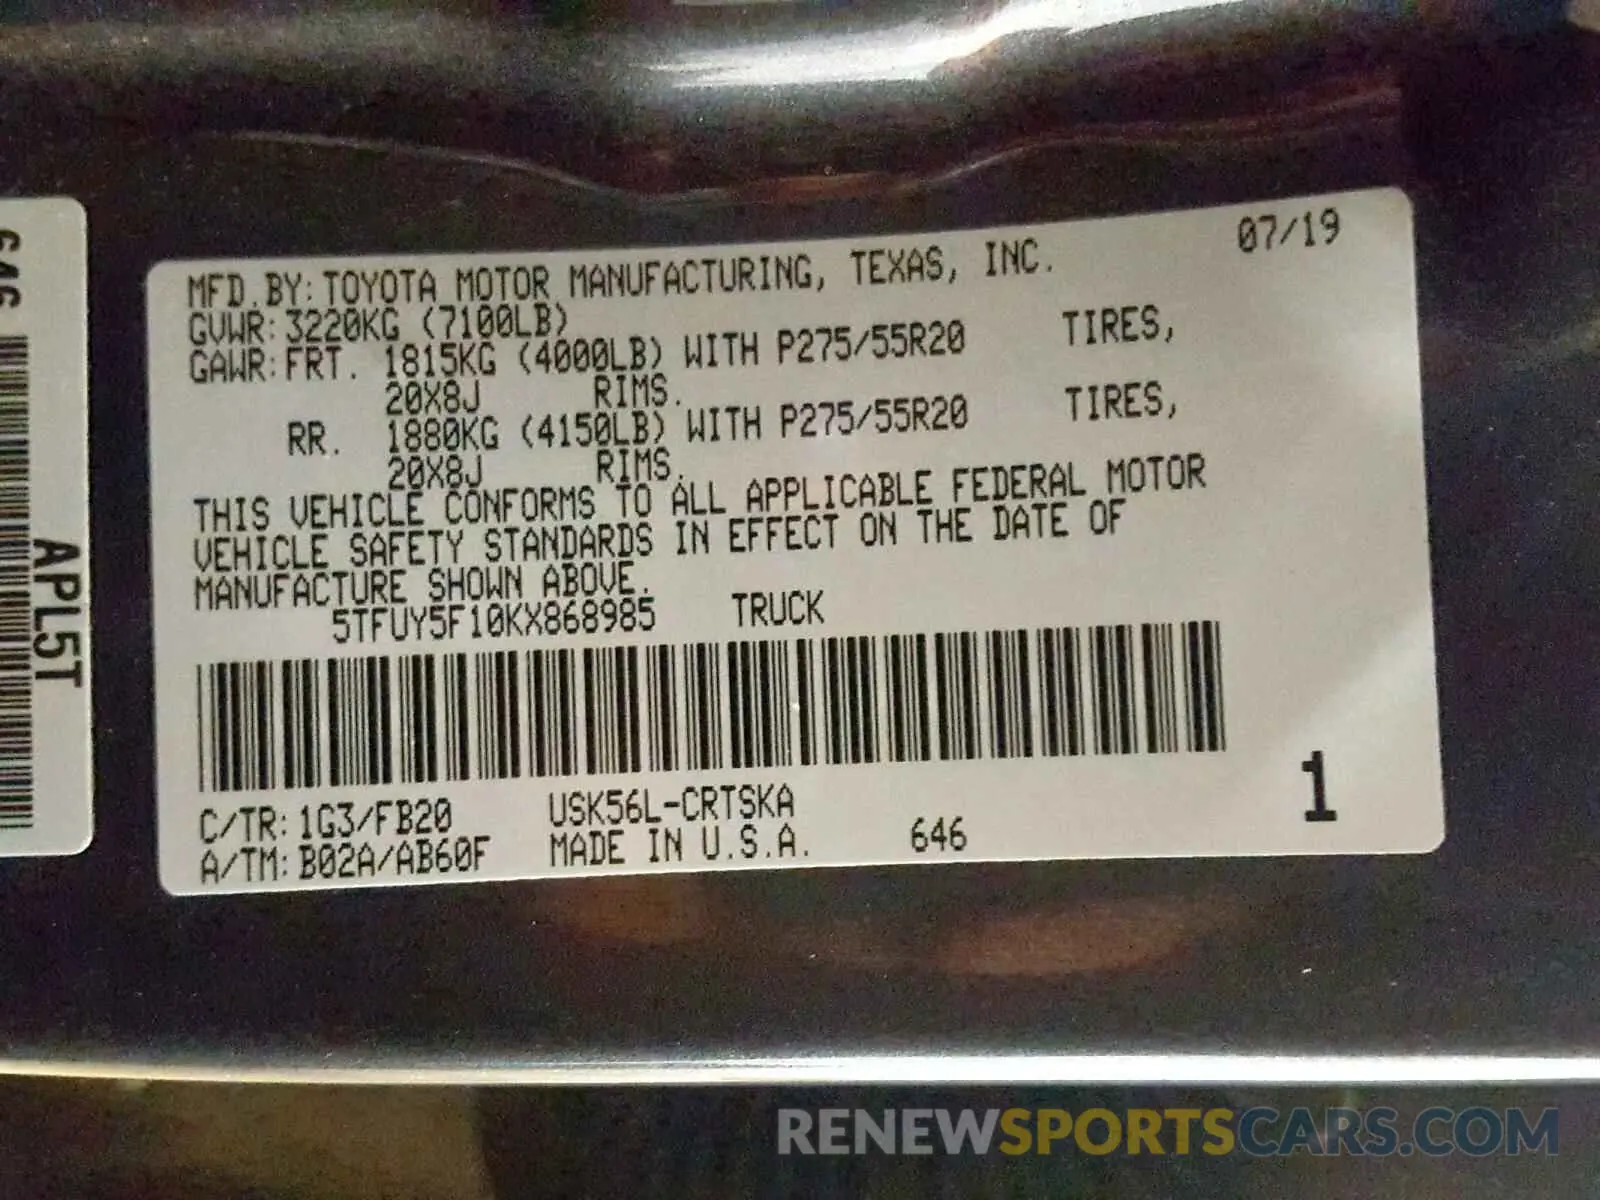 07/19
MFD.BY:TOYOTA MOTOR MANUFACTURING, TEXAS, INC.
GVWR:3220KG (7100LB)
GAWR:FRT. 1815KG (4000LB) WITH P275/55R20 TIRES,
20X8J RIMS.
RR. 1880KG (4150LB) WITH P275/55R20 TIRES,
20X8J RIMS.
THIS VEHICLE CONFORMS TO ALL APPLICABLE FEDERAL MOTOR
VEHICLE SAFETY STANDARDS IN EFFECT ON THE DATE OF
MANUFACTURE SHOWN ABOVE.
5TFUY5F10KX868985 TRUCK
C/TR:1G3/FB20 USK56L-CRTSKA
A/TM:B02A/AB60F MADE IN U.S.A. 646
1
646
APL5T
RENEWSPORTSCARS.COM